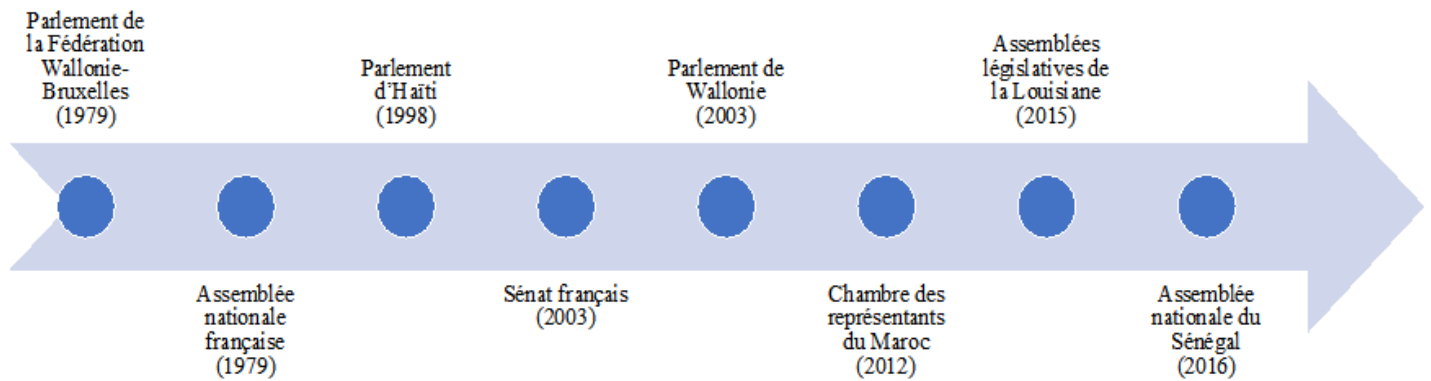 Parlement de
la Fédération
Wallonie-
Bruxelles
(1979)
Assemblée
nationale
française
(1979)
Parlement
d'Haïti
(1998)
Sénat français
(2003)
Parlement de
Wallonie
(2003)
Chambre des
représentants
du Maroc
(2012)
Assemblées
législatives de
la Louisiane
(2015)
Assemblée
nationale du
Sénégal
(2016)